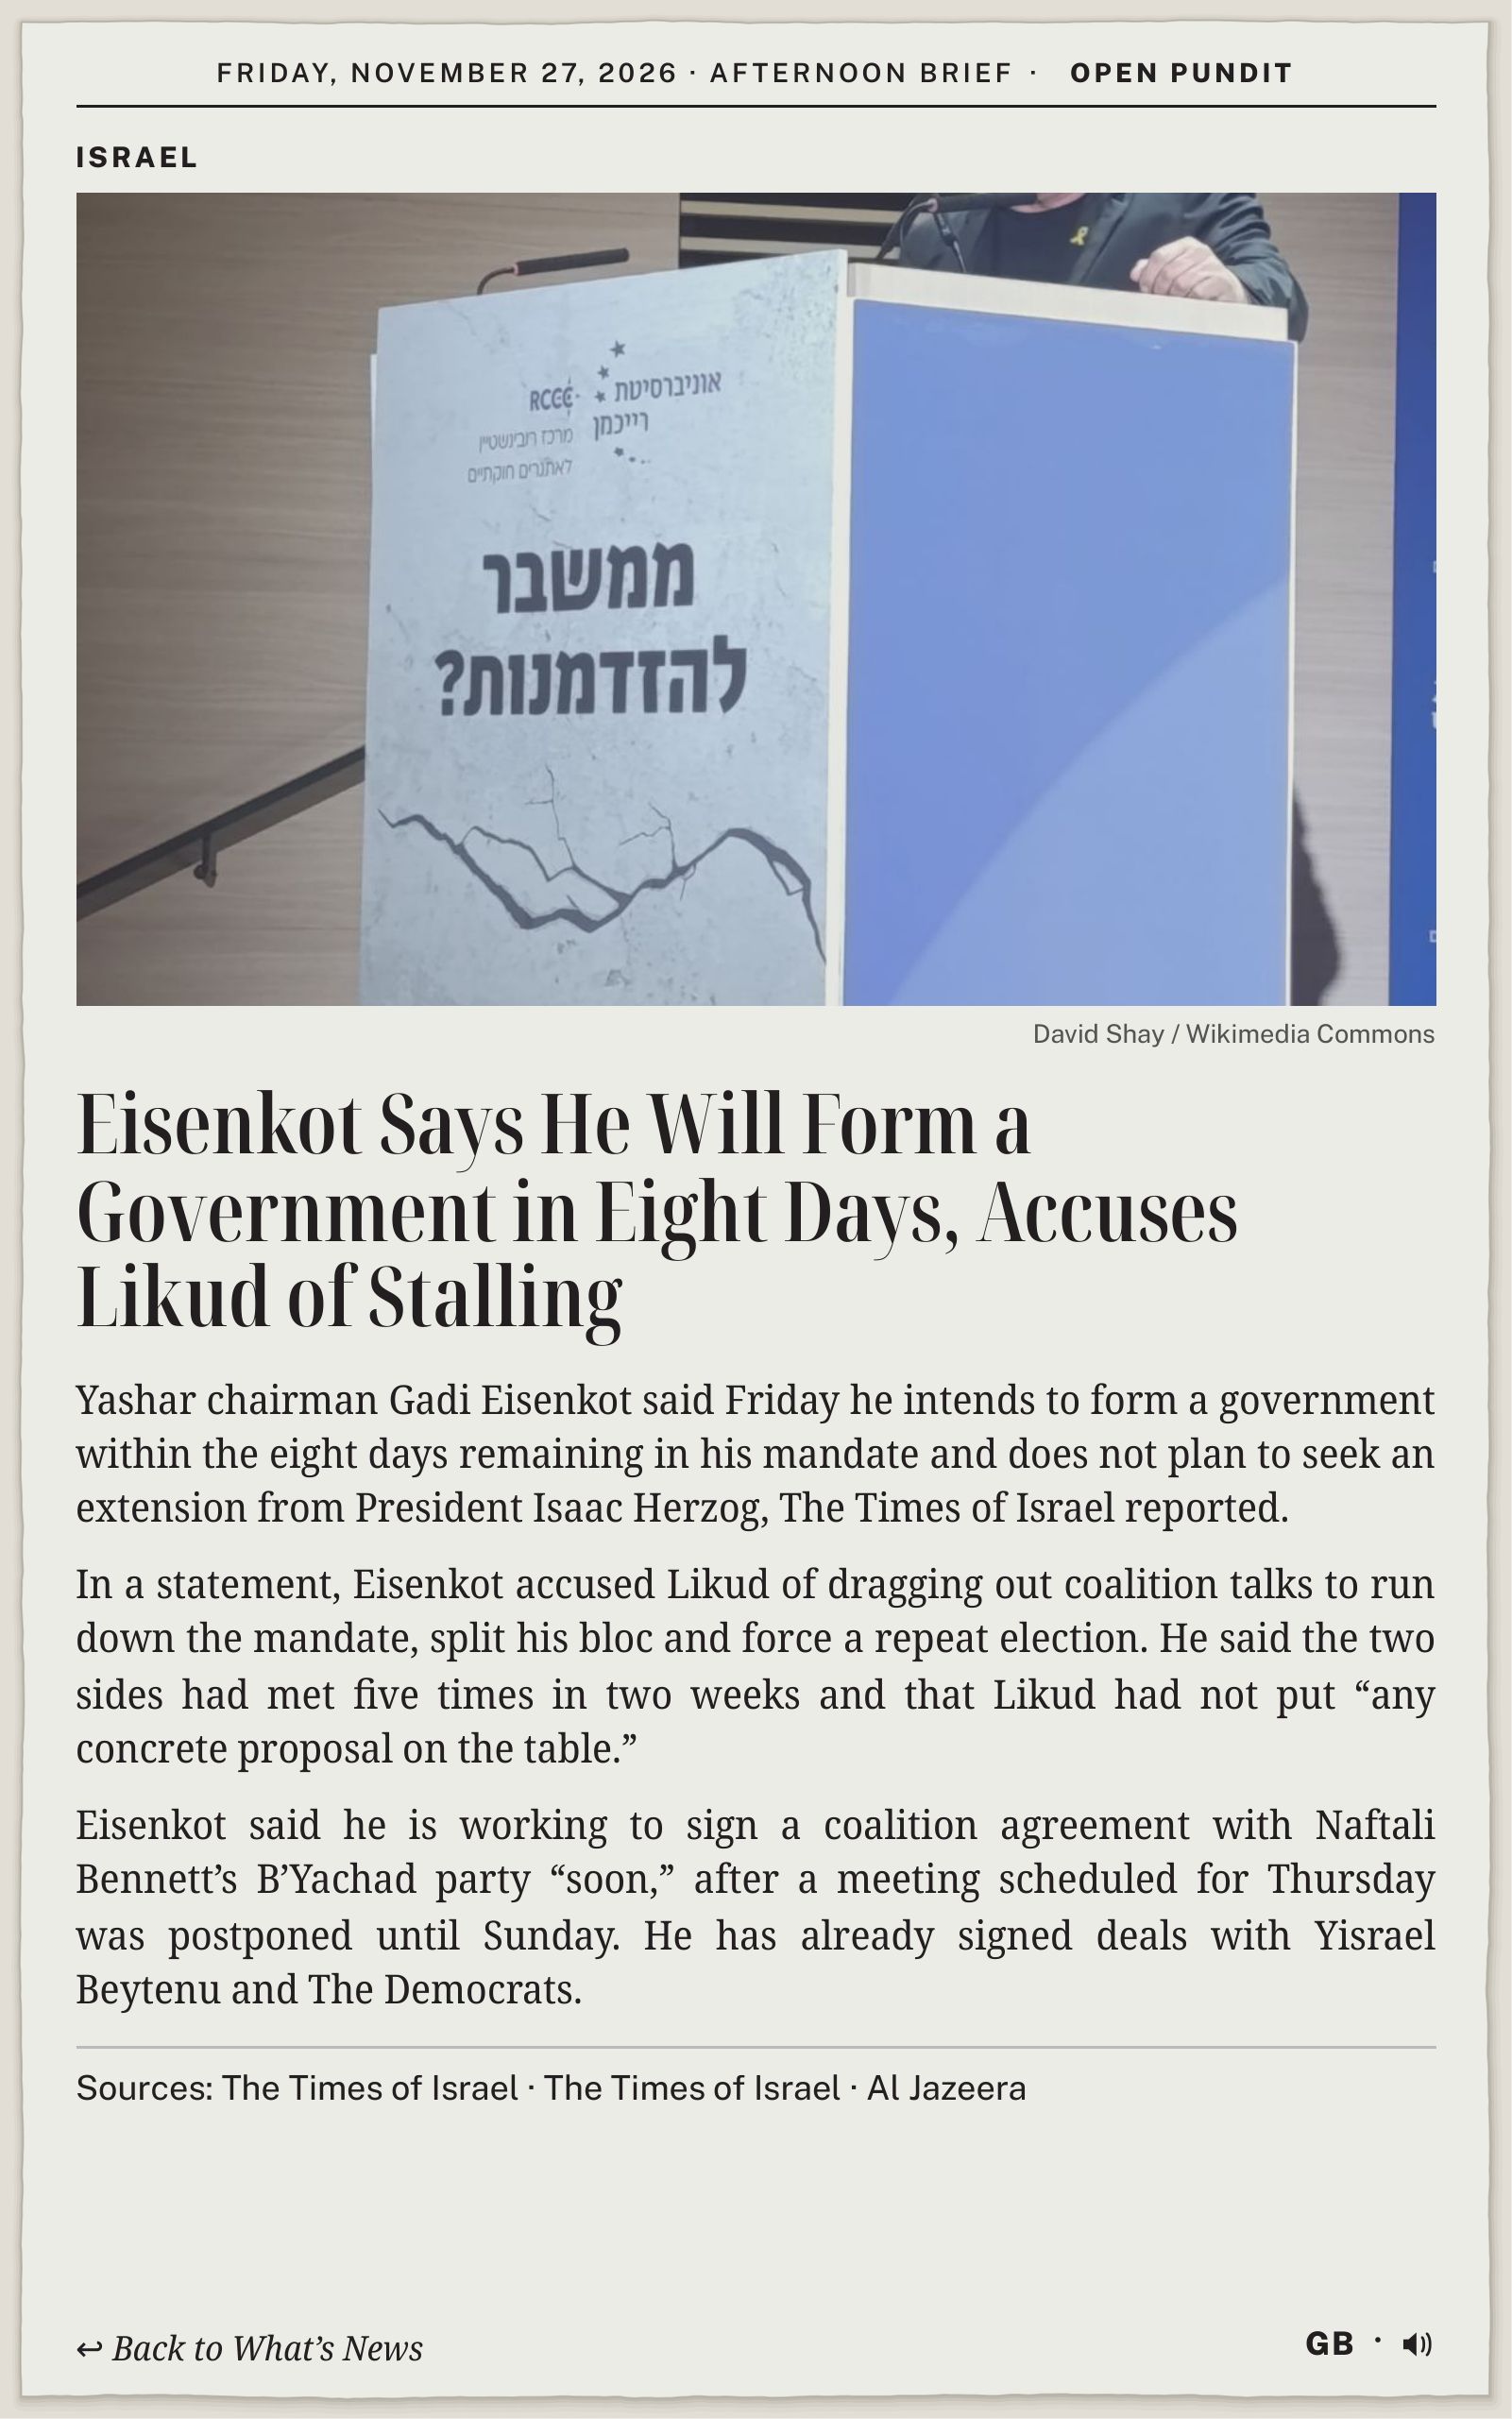 FRIDAY, NOVEMBER 27, 2026 · AFTERNOON BRIEF · OPEN PUNDIT
ISRAEL
RCCC
אוניברסיטת
רייכמן
מרכז רובינשטיין
לאתגרים חוקתיים
ממשבר
להזדמנות?
David Shay / Wikimedia Commons
Eisenkot Says He Will Form a
Government in Eight Days, Accuses
Likud of Stalling
Yashar chairman Gadi Eisenkot said Friday he intends to form a government
within the eight days remaining in his mandate and does not plan to seek an
extension from President Isaac Herzog, The Times of Israel reported.
In a statement, Eisenkot accused Likud of dragging out coalition talks to run
down the mandate, split his bloc and force a repeat election. He said the two
sides had met five times in two weeks and that Likud had not put “any
concrete proposal on the table.”
Eisenkot said he is working to sign a coalition agreement with Naftali
Bennett’s B’Yachad party “soon,” after a meeting scheduled for Thursday
was postponed until Sunday. He has already signed deals with Yisrael
Beytenu and The Democrats.
Sources: The Times of Israel · The Times of Israel · Al Jazeera
↩ Back to What’s News
GB ·